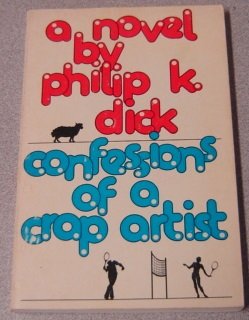 a novel
by
philip k.
dick
confessions
of a
crap artist